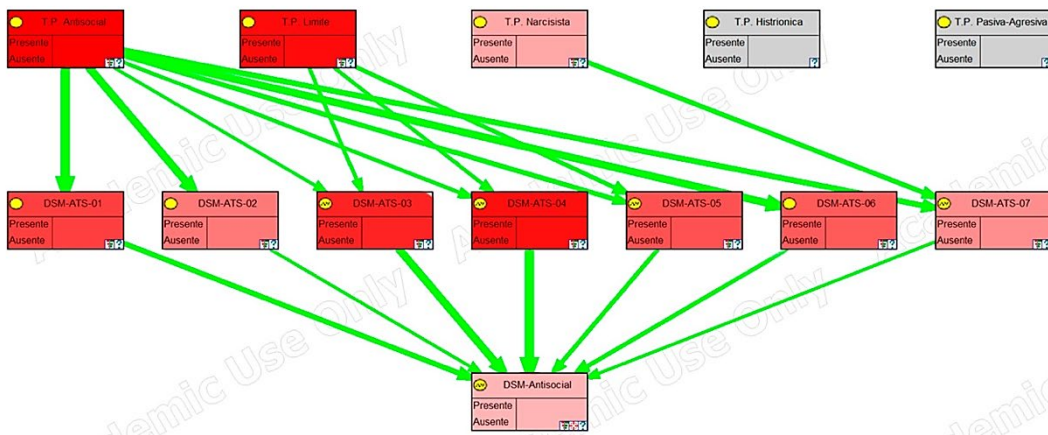 T.P. Antisocial
T.P. Limite
T.P. Narcisista
T.P. Histrionica
T.P. Pasiva-Agresiva
Presente
Ausente
Presente
Ausente
Presente
Ausente
Presente
Ausente
Presente
Ausente
DSM-ATS-01
DSM-ATS-02
DSM-ATS-03
DSM-ATS-04
DSM-ATS-05
DSM-ATS-06
DSM-ATS-07
Presente
Ausente
Presente
Ausente
Presente
Ausente
Presente
Ausente
Presente
Ausente
Presente
Ausente
Presente
Ausente
DSM-Antisocial
Presente
Ausente
Academic Use Only
Academic Use Only